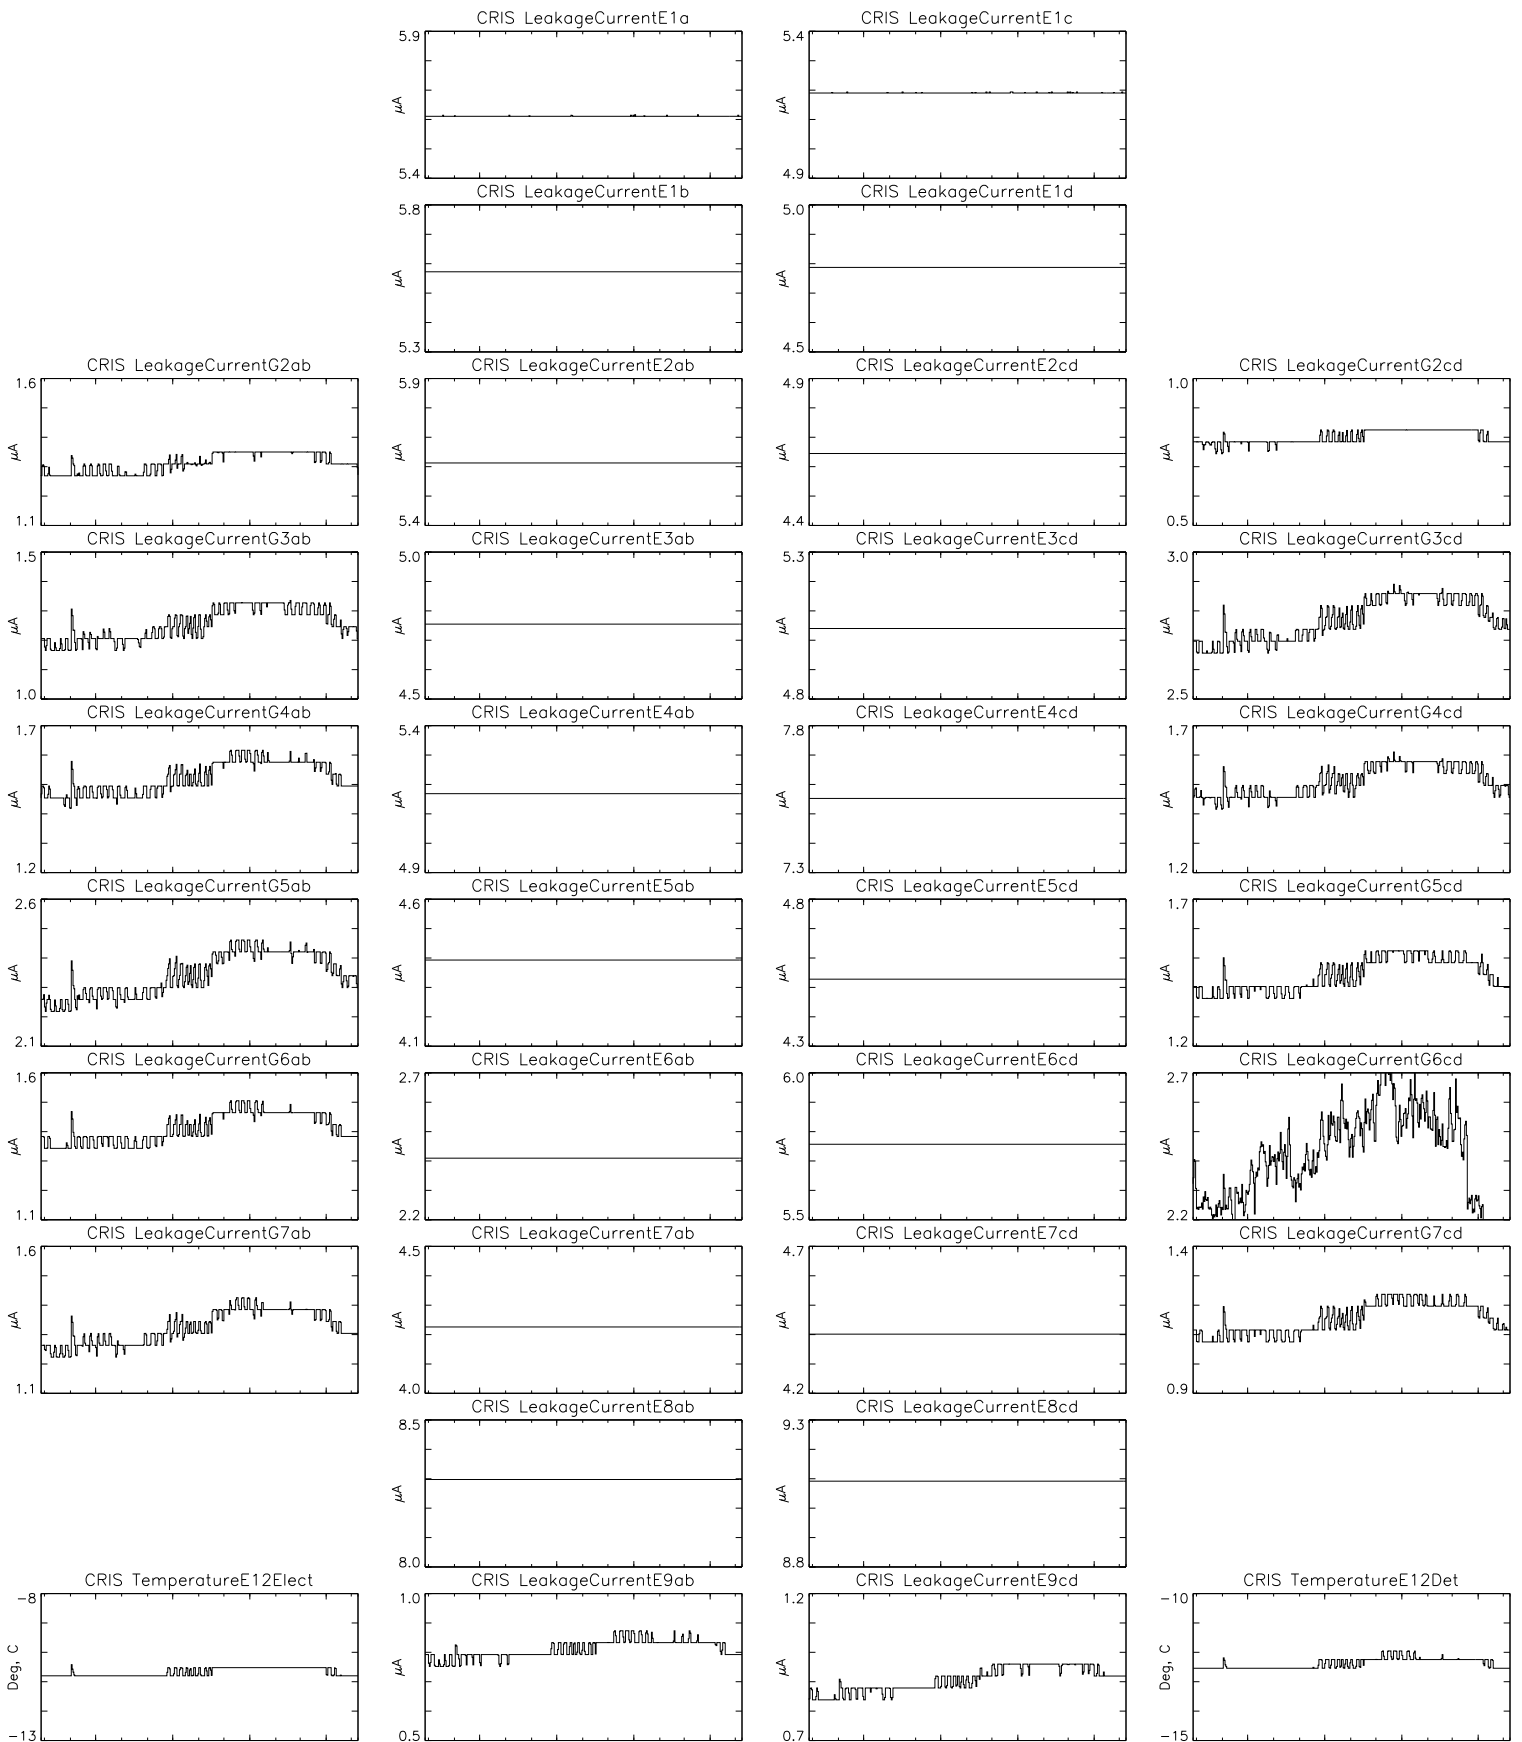 CRIS LeakageCurrentE1a
5.9
µA
5.4
CRIS LeakageCurrentE1c
5.4
µA
4.9
CRIS LeakageCurrentE1b
5.8
µA
5.3
CRIS LeakageCurrentE1d
5.0
µA
4.5
CRIS LeakageCurrentG2ab
1.6
µA
1.1
CRIS LeakageCurrentE2ab
5.9
µA
5.4
CRIS LeakageCurrentE2cd
4.9
µA
4.4
CRIS LeakageCurrentG2cd
1.0
µA
0.5
CRIS LeakageCurrentG3ab
1.5
µA
1.0
CRIS LeakageCurrentE3ab
5.0
µA
4.5
CRIS LeakageCurrentE3cd
5.3
µA
4.8
CRIS LeakageCurrentG3cd
3.0
µA
2.5
CRIS LeakageCurrentG4ab
1.7
µA
1.2
CRIS LeakageCurrentE4ab
5.4
µA
4.9
CRIS LeakageCurrentE4cd
7.8
µA
7.3
CRIS LeakageCurrentG4cd
1.7
µA
1.2
CRIS LeakageCurrentG5ab
2.6
µA
2.1
CRIS LeakageCurrentE5ab
4.6
µA
4.1
CRIS LeakageCurrentE5cd
4.8
µA
4.3
CRIS LeakageCurrentG5cd
1.7
µA
1.2
CRIS LeakageCurrentG6ab
1.6
µA
1.1
CRIS LeakageCurrentE6ab
2.7
µA
2.2
CRIS LeakageCurrentE6cd
6.0
µA
5.5
CRIS LeakageCurrentG6cd
2.7
µA
2.2
CRIS LeakageCurrentG7ab
1.6
µA
1.1
CRIS LeakageCurrentE7ab
4.5
µA
4.0
CRIS LeakageCurrentE7cd
4.7
µA
4.2
CRIS LeakageCurrentG7cd
1.4
µA
0.9
CRIS LeakageCurrentE8ab
8.5
µA
8.0
CRIS LeakageCurrentE8cd
9.3
µA
8.8
CRIS TemperatureE12Elect
-8
Deg, C
-13
CRIS LeakageCurrentE9ab
1.0
µA
0.5
CRIS LeakageCurrentE9cd
1.2
µA
0.7
CRIS TemperatureE12Det
-10
Deg, C
-15